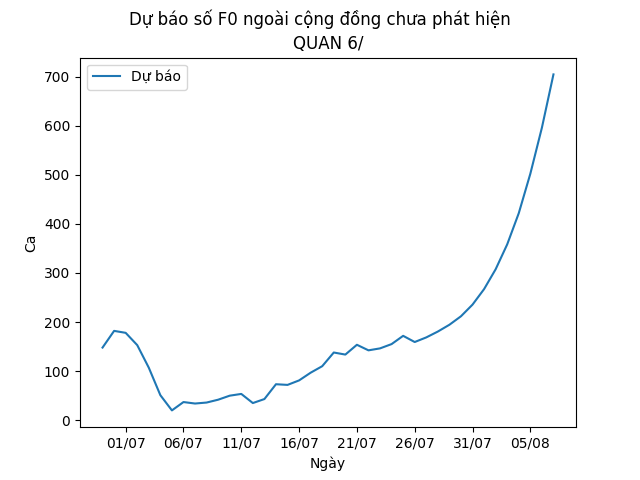 Dự báo số F0 ngoài cộng đồng chưa phát hiện
QUAN 6/
Dự báo
700
600
500
400
300
200
100
0
Ca
01/07 06/07 11/07 16/07 21/07 26/07 31/07 05/08
Ngày